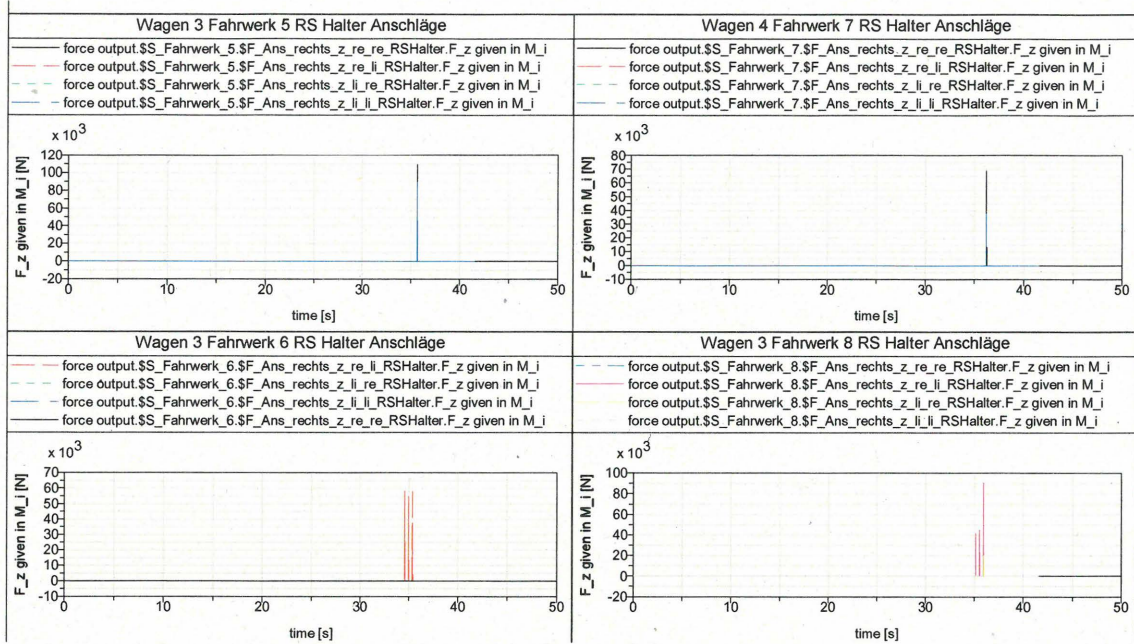 Wagen 3 Fahrwerk 5 RS Halter Anschläge
force output.$S_Fahrwerk_5.$F_Ans_rechts_z_re_re_RSHalter.F_z given in M_i
force output.$S_Fahrwerk_5.$F_Ans_rechts_z_re_li_RSHalter.F_z given in M_i
force output.$S_Fahrwerk_5.$F_Ans_rechts_z_li_re_RSHalter.F_z given in M_i
force output.$S_Fahrwerk_5.$F_Ans_rechts_z_li_li_RSHalter.F_z given in M_i
x 10³
F_z given in M_i [N]
120
100
80
60
40
20
0
-20
0 10 20 30 40 50
time [s]
Wagen 4 Fahrwerk 7 RS Halter Anschläge
force output.$S_Fahrwerk_7.$F_Ans_rechts_z_re_re_RSHalter.F_z given in M_i
force output.$S_Fahrwerk_7.$F_Ans_rechts_z_re_li_RSHalter.F_z given in M_i
force output.$S_Fahrwerk_7.$F_Ans_rechts_z_li_re_RSHalter.F_z given in M_i
force output.$S_Fahrwerk_7.$F_Ans_rechts_z_li_li_RSHalter.F_z given in M_i
x 10³
F_z given in M_i [N]
80
70
60
50
40
30
20
10
0
-10
0 10 20 30 40 50
time [s]
Wagen 3 Fahrwerk 6 RS Halter Anschläge
force output.$S_Fahrwerk_6.$F_Ans_rechts_z_re_li_RSHalter.F_z given in M_i
force output.$S_Fahrwerk_6.$F_Ans_rechts_z_li_re_RSHalter.F_z given in M_i
force output.$S_Fahrwerk_6.$F_Ans_rechts_z_li_li_RSHalter.F_z given in M_i
force output.$S_Fahrwerk_6.$F_Ans_rechts_z_re_re_RSHalter.F_z given in M_i
x 10³
F_z given in M_i [N]
70
60
50
40
30
20
10
0
-10
0 10 20 30 40 50
time [s]
Wagen 3 Fahrwerk 8 RS Halter Anschläge
force output.$S_Fahrwerk_8.$F_Ans_rechts_z_re_re_RSHalter.F_z given in M_i
force output.$S_Fahrwerk_8.$F_Ans_rechts_z_re_li_RSHalter.F_z given in M_i
force output.$S_Fahrwerk_8.$F_Ans_rechts_z_li_re_RSHalter.F_z given in M_i
force output.$S_Fahrwerk_8.$F_Ans_rechts_z_li_li_RSHalter.F_z given in M_i
x 10³
F_z given in M_i [N]
100
80
60
40
20
0
-20
0 10 20 30 40 50
time [s]